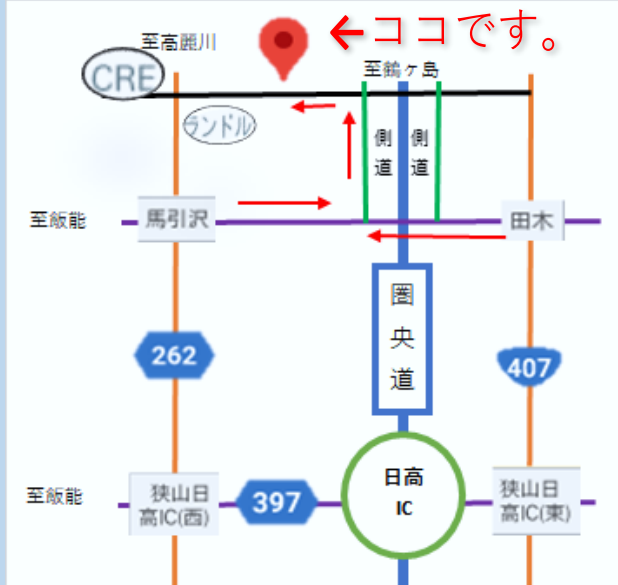 ←ココです。
至高麗川
至鶴ヶ島
CRE
ランドル
側道
側道
至飯能
馬引沢
田木
圏央道
262
407
至飯能
狭山日
高IC(西)
397
日高
IC
狭山日
高IC(東)